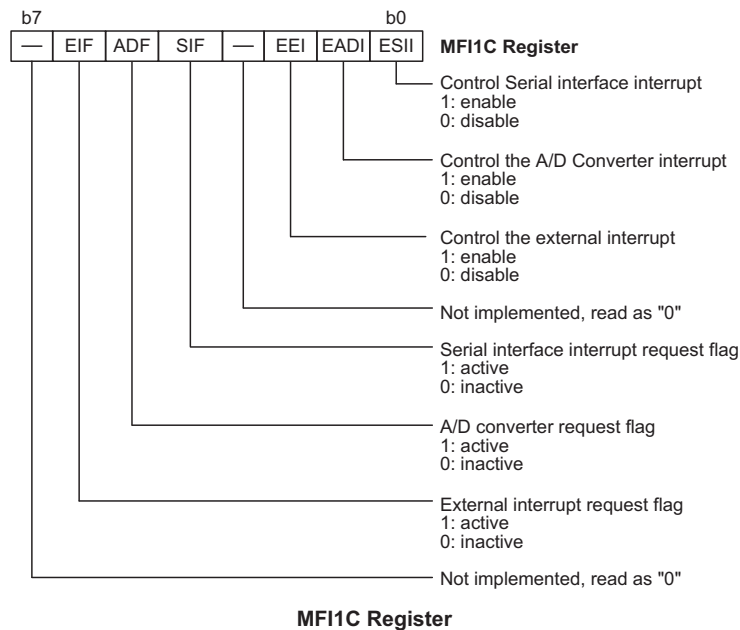 b7 b0
— EIF ADF SIF — EEI EADI ESII MFI1C Register
Control Serial interface interrupt
1: enable
0: disable
Control the A/D Converter interrupt
1: enable
0: disable
Control the external interrupt
1: enable
0: disable
Not implemented, read as "0"
Serial interface interrupt request flag
1: active
0: inactive
A/D converter request flag
1: active
0: inactive
External interrupt request flag
1: active
0: inactive
Not implemented, read as "0"
MFI1C Register